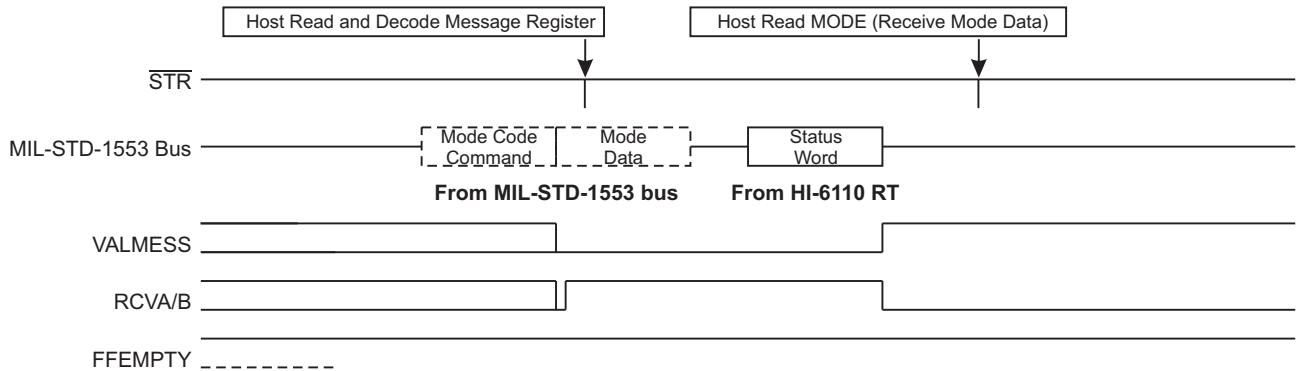 Host Read and Decode Message Register
Host Read MODE (Receive Mode Data)
STR
MIL-STD-1553 Bus
Mode Code
Command
Mode
Data
Status
Word
From MIL-STD-1553 bus
From HI-6110 RT
VALMESS
RCVA/B
FFEMPTY